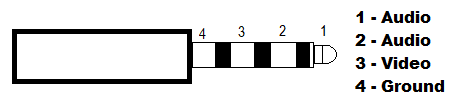 4 3 2 1
1 - Audio
2 - Audio
3 - Video
4 - Ground